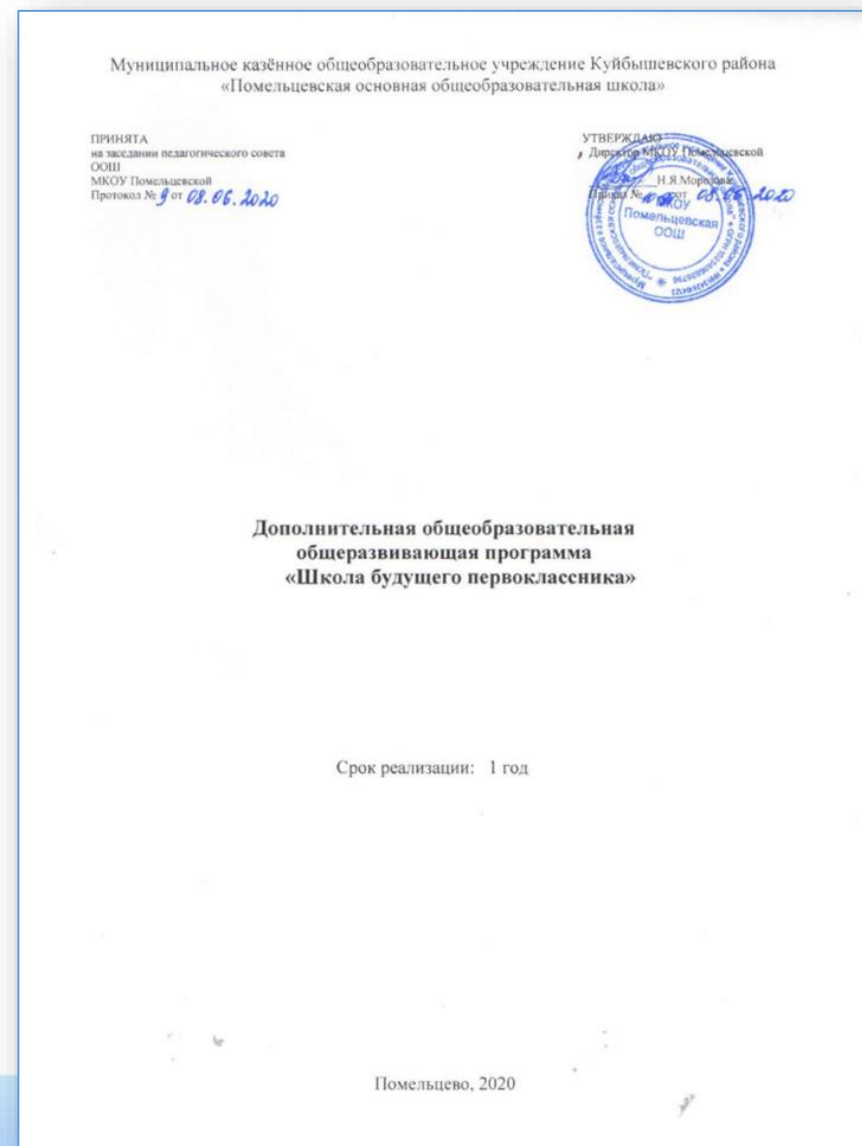 Муниципальное казённое общеобразовательное учреждение Куйбышевского района
«Помельцевская основная общеобразовательная школа»
ПРИНЯТА
на заседании педагогического совета
ООШ
МКОУ Помельцевской
Протокол № 9 от 08.06.2020
УТВЕРЖДАЮ
Директор МКОУ Помельцевской
Н.Я.Морозова
Приказ № от 08.06.2020
МКОУ
Помельцевская
ООШ
Дополнительная общеобразовательная
общеразвивающая программа
«Школа будущего первоклассника»
Срок реализации: 1 год
Помельцево, 2020